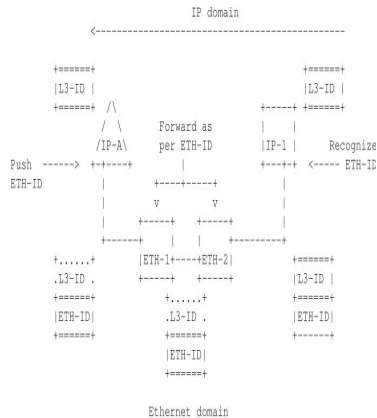 IP domain
<----------------------------------------------
+======+ +======+
|L3-ID | |L3-ID |
+======+ /\ +------+ +======+
/ \ Forward as | |
/IP-A\ per ETH-ID |IP-1 | Recognize
Push ------> +-+----+ | +---+-+ <----- ETH-ID
ETH-ID | +----+------+ |
| v v |
| +-----+ +-----+ |
+------+ | | +----------+
+......+ |ETH-1+----+ETH-2| +======+
.L3-ID . +-----+ +-----+ |L3-ID |
+======+ +......+ +======+
|ETH-ID| .L3-ID . |ETH-ID|
+======+ +======+ +------+
|ETH-ID|
+======+
Ethernet domain